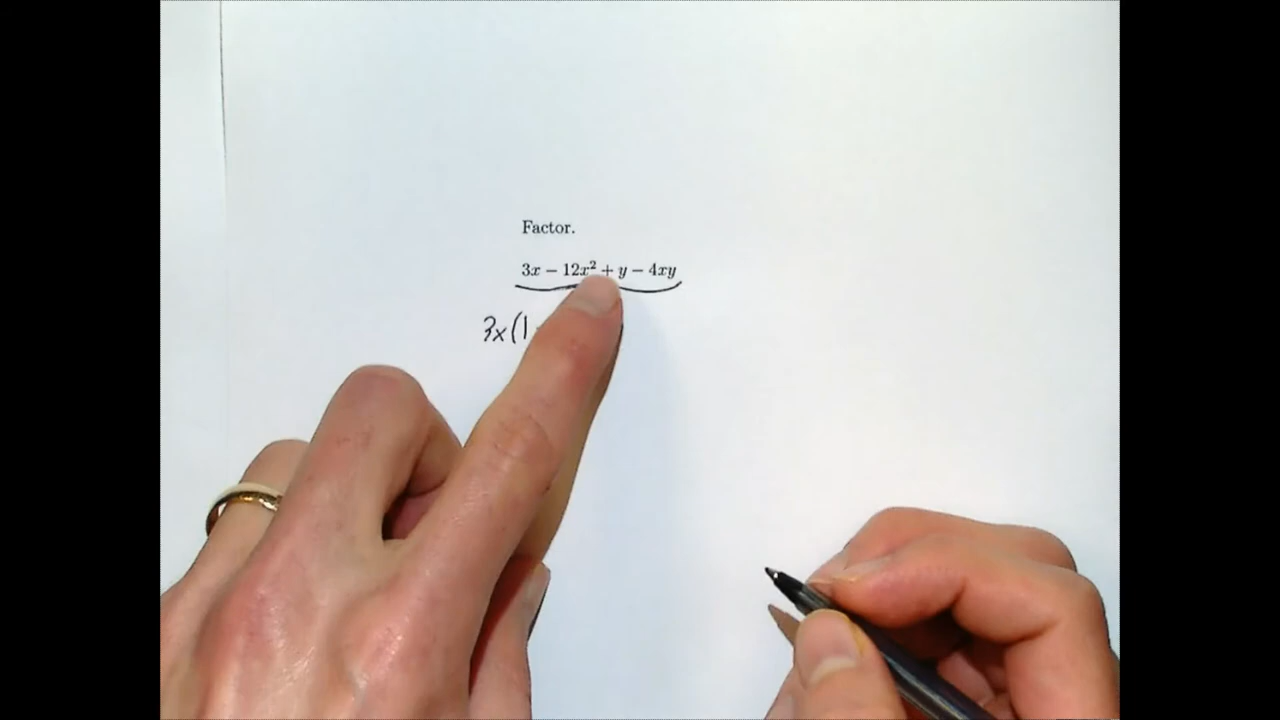 Factor.
3x − 12x² + y − 4xy
3x(1